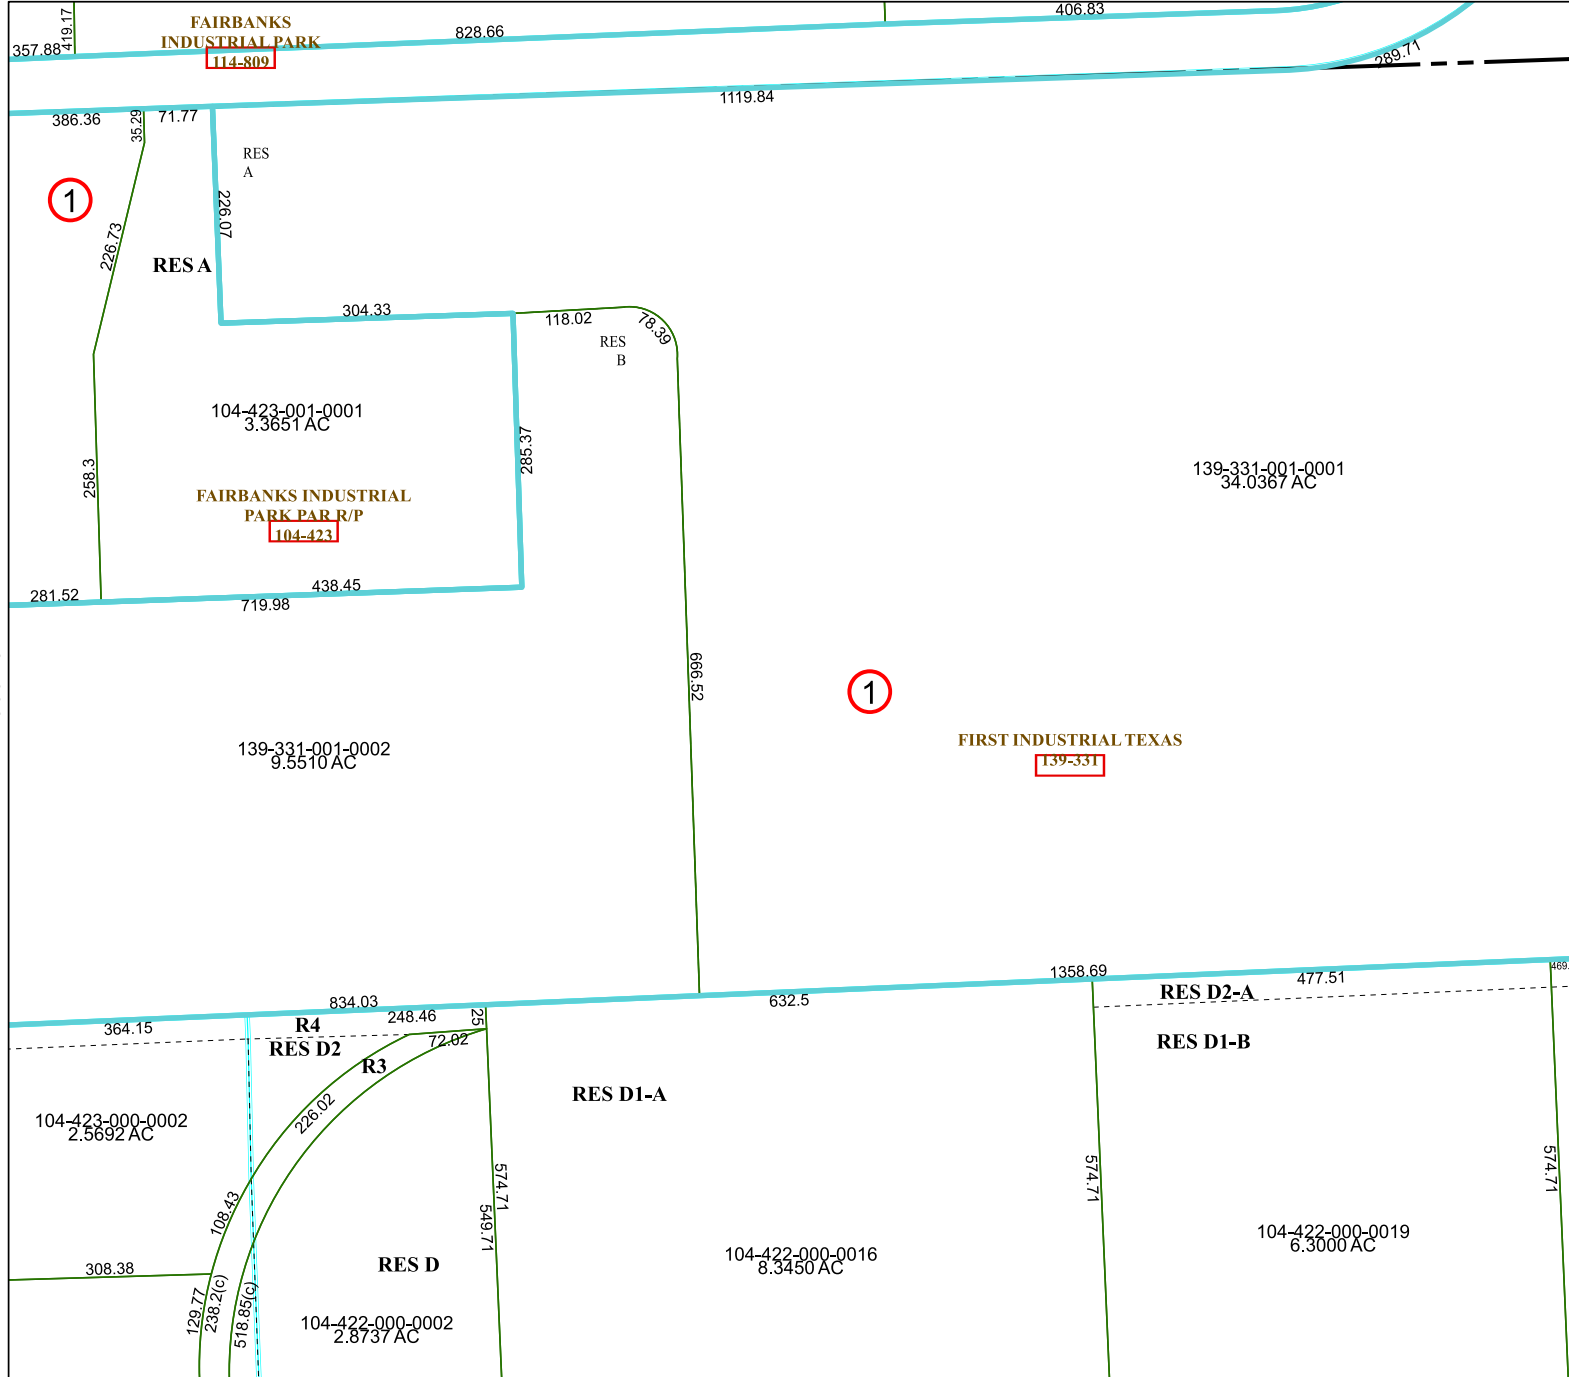 419.17
FAIRBANKS
INDUSTRIAL PARK
114-809
357.88
828.66
406.83
289.71
386.36
35.29
71.77
1119.84
RES
A
1
226.07
226.73
RES A
304.33
118.02
78.39
RES
B
104-423-001-0001
3.3651 AC
258.3
285.37
139-331-001-0001
34.0367 AC
FAIRBANKS INDUSTRIAL
PARK PAR R/P
104-423
281.52
438.45
719.98
666.52
1
139-331-001-0002
9.5510 AC
FIRST INDUSTRIAL TEXAS
139-331
834.03
632.5
1358.69
477.51
469.
364.15
R4
248.46
25
RES D2-A
RES D2
72.02
R3
RES D1-B
RES D1-A
226.02
104-423-000-0002
2.5692 AC
574.71
549.71
574.71
574.71
108.43
104-422-000-0016
8.3450 AC
104-422-000-0019
6.3000 AC
308.38
RES D
129.77
238.2(c)
518.85(c)
104-422-000-0002
2.8737 AC